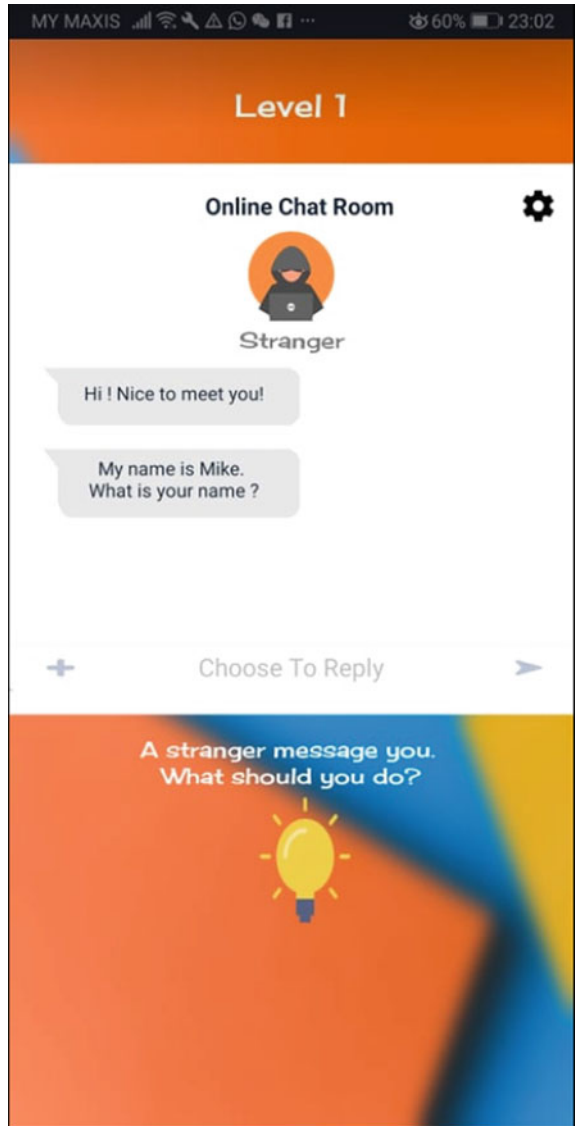 MY MAXIS 60% 23:02
Level 1
Online Chat Room
Stranger
Hi ! Nice to meet you!
My name is Mike.
What is your name ?
Choose To Reply
A stranger message you.
What should you do?